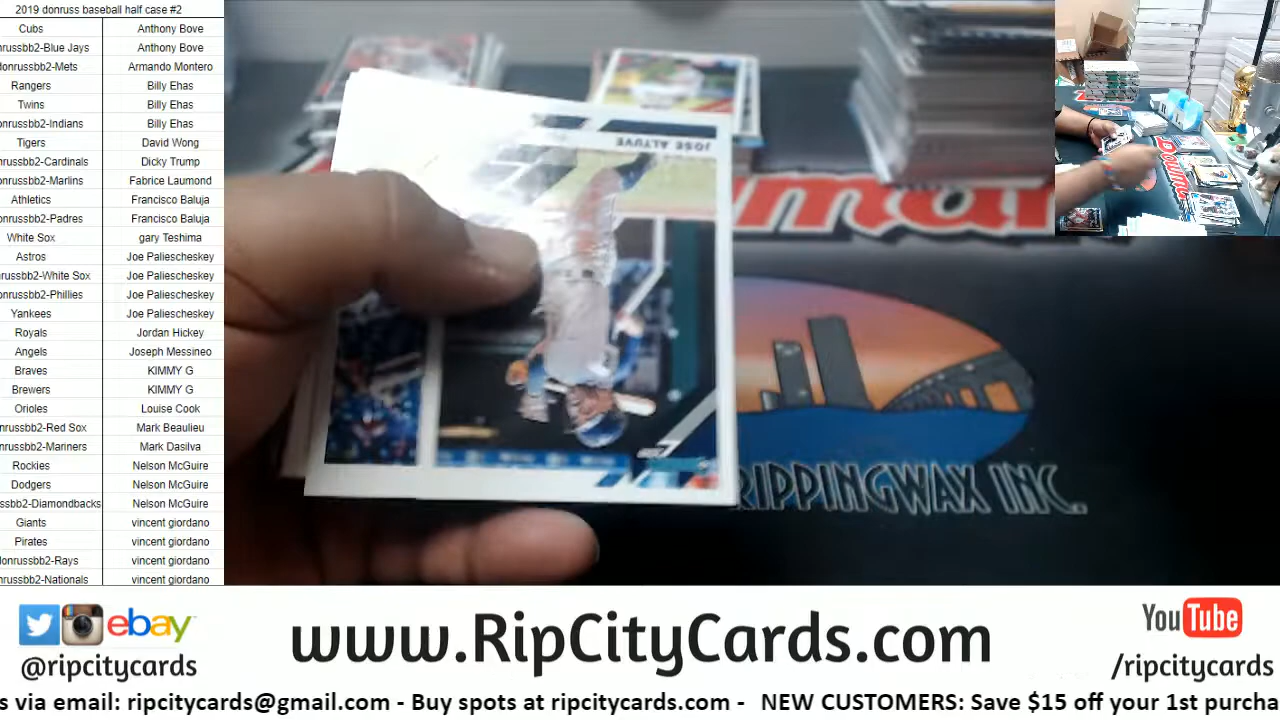 2019 donruss baseball half case #2
Cubs Anthony Bove
nrussbb2-Blue Jays Anthony Bove
donrussbb2-Mets Armando Montero
Rangers Billy Ehas
Twins Billy Ehas
onrussbb2-Indians Billy Ehas
Tigers David Wong
nrussbb2-Cardinals Dicky Trump
onrussbb2-Marlins Fabrice Laumond
Athletics Francisco Baluja
onrussbb2-Padres Francisco Baluja
White Sox gary Teshima
Astros Joe Paliescheskey
russbb2-White Sox Joe Paliescheskey
nrussbb2-Phillies Joe Paliescheskey
Yankees Joe Paliescheskey
Royals Jordan Hickey
Angels Joseph Messineo
Braves KIMMY G
Brewers KIMMY G
Orioles Louise Cook
nrussbb2-Red Sox Mark Beaulieu
nrussbb2-Mariners Mark Dasilva
Rockies Nelson McGuire
Dodgers Nelson McGuire
ssbb2-Diamondbacks Nelson McGuire
Giants vincent giordano
Pirates vincent giordano
donrussbb2-Rays vincent giordano
nrussbb2-Nationals vincent giordano
JOSE ALTUVE
RIPPINGWAX INC.
ebay
@ripcitycards
www.RipCityCards.com
YouTube
/ripcitycards
s via email: ripcitycards@gmail.com - Buy spots at ripcitycards.com - NEW CUSTOMERS: Save $15 off your 1st purcha